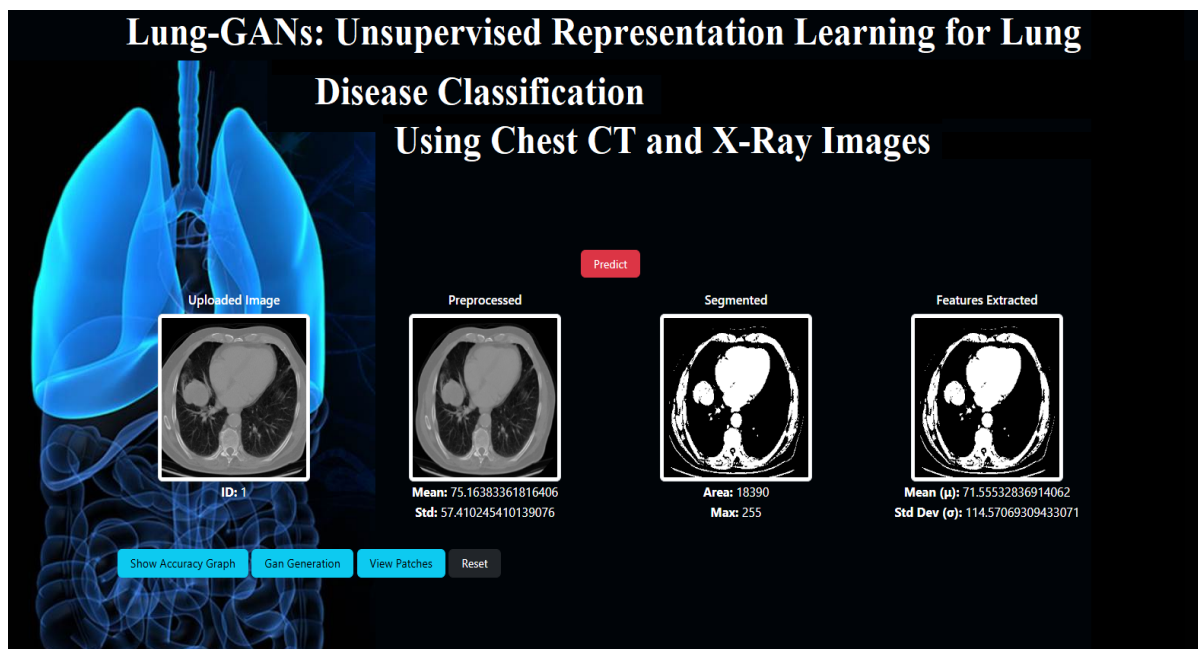 Lung-GANs: Unsupervised Representation Learning for Lung
Disease Classification
Using Chest CT and X-Ray Images
Predict
Uploaded Image
Preprocessed
Segmented
Features Extracted
ID: 1
Mean: 75.16383361816406
Std: 57.410245410139076
Area: 18390
Max: 255
Mean (μ): 71.55532836914062
Std Dev (σ): 114.57069309433071
Show Accuracy Graph
Gan Generation
View Patches
Reset